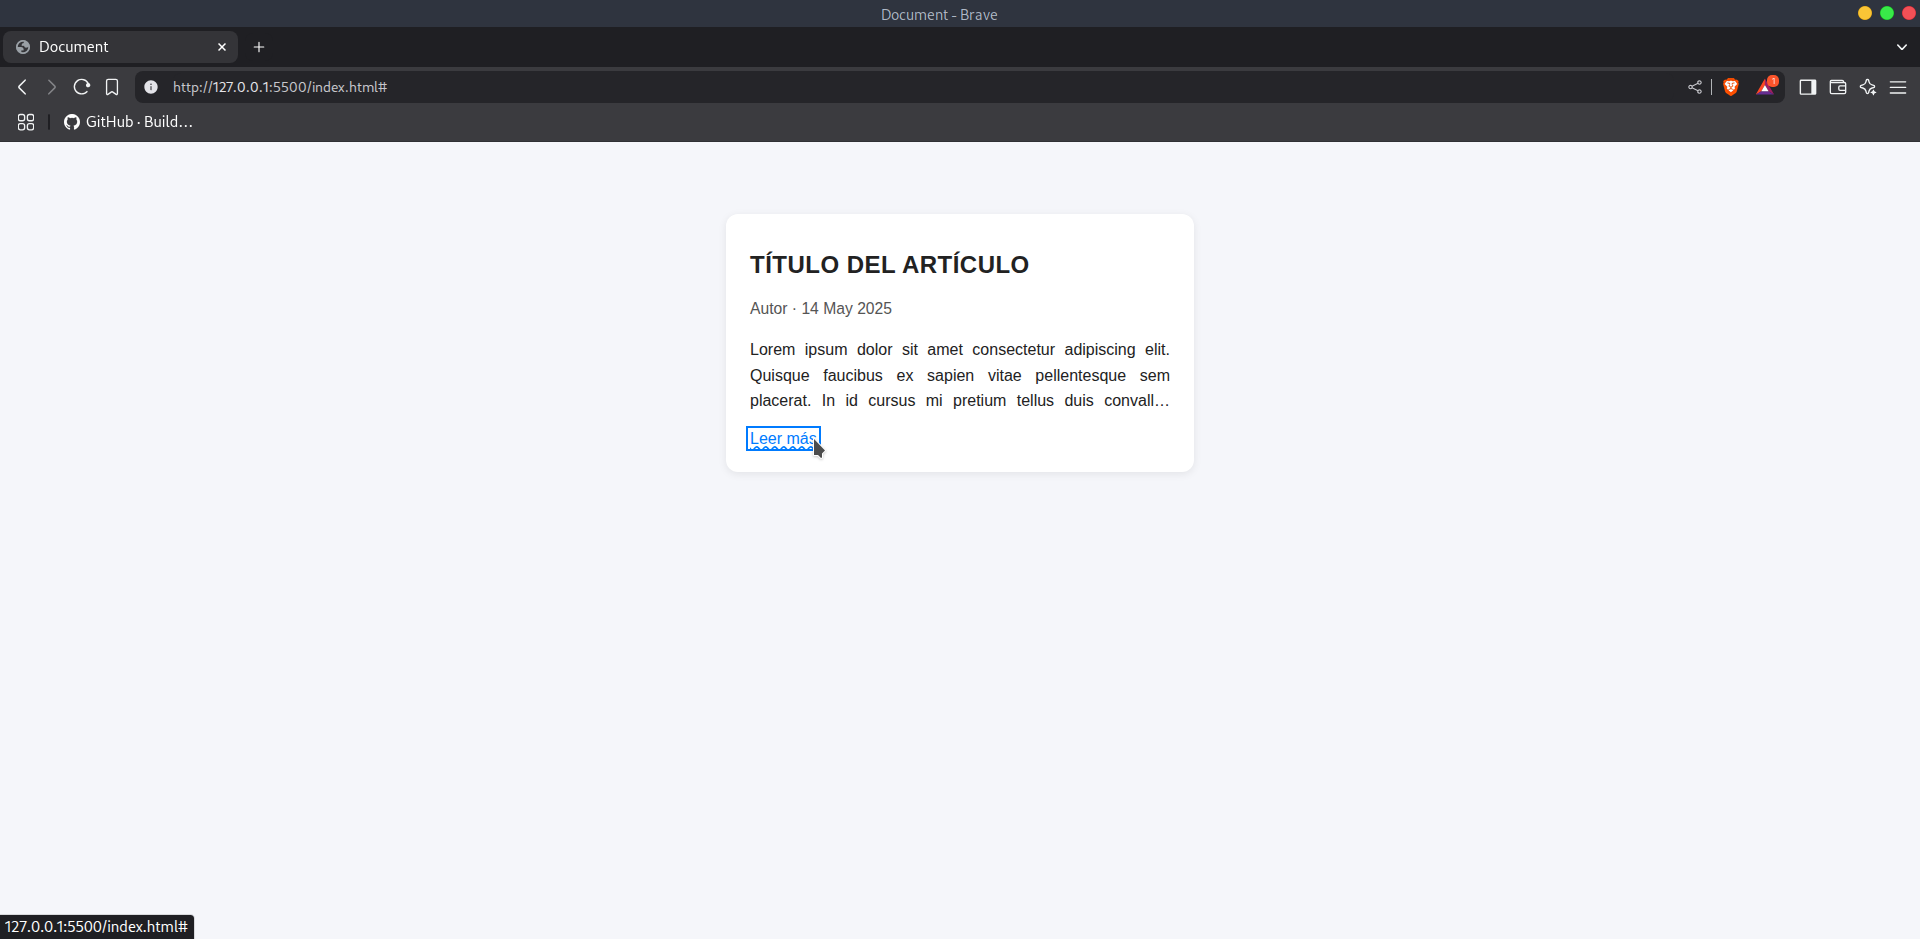 Document - Brave
Document
http://127.0.0.1:5500/index.html#
1
GitHub · Build…
TÍTULO DEL ARTÍCULO
Autor · 14 May 2025
Lorem ipsum dolor sit amet consectetur adipiscing elit.
Quisque faucibus ex sapien vitae pellentesque sem
placerat. In id cursus mi pretium tellus duis convall…
Leer más
127.0.0.1:5500/index.html#